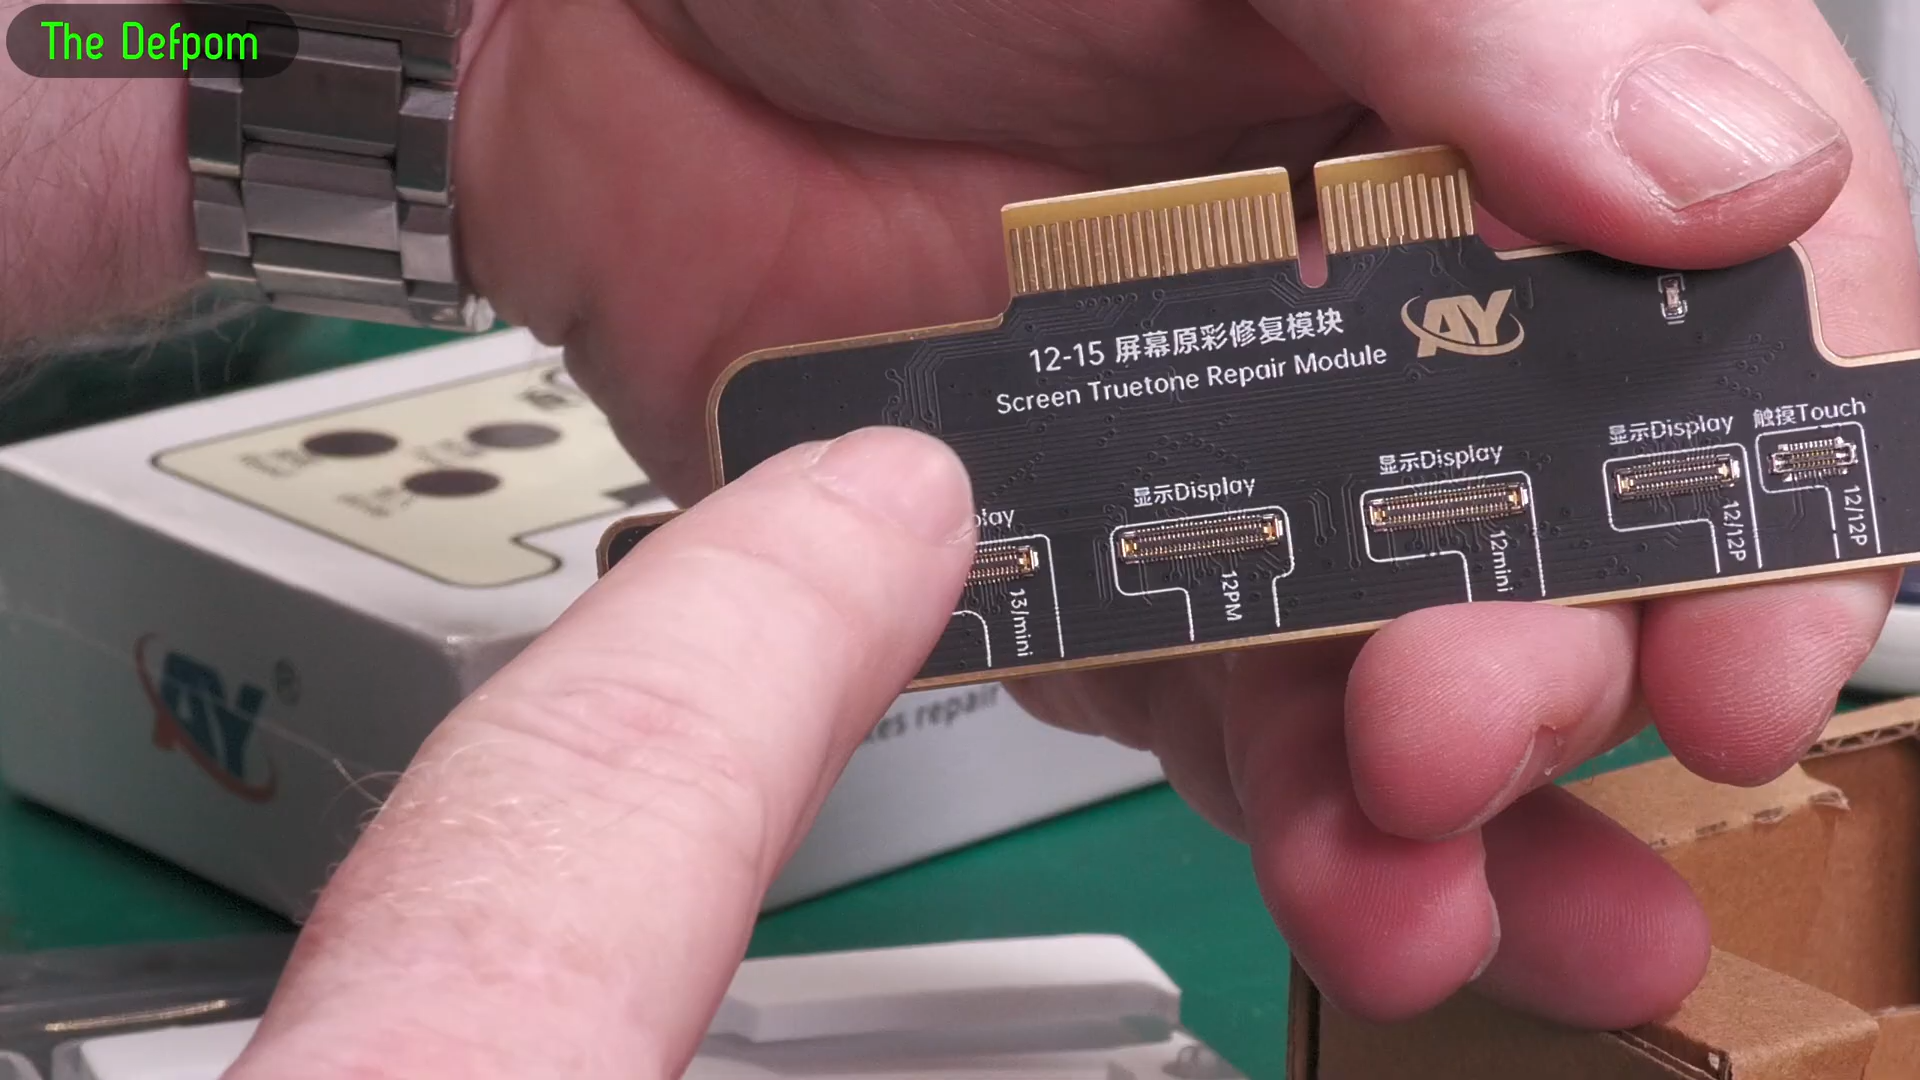 The Defpom
12-15 屏幕原彩修复模块
AY
Screen Truetone Repair Module
触摸Touch
显示Display
显示Display
显示Display
play
12/12P
12/12P
12mini
12PM
13/mini
AY®
repair